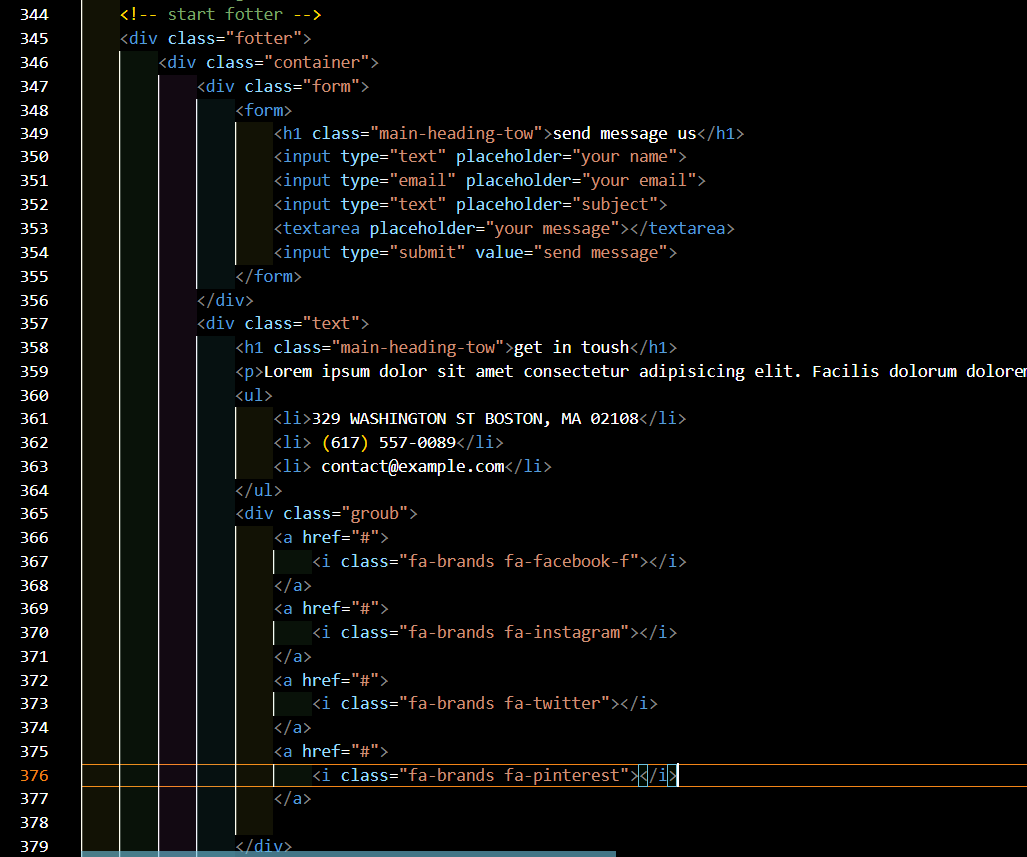 344 <!-- start fotter -->
345 <div class="fotter">
346 <div class="container">
347 <div class="form">
348 <form>
349 <h1 class="main-heading-tow">send message us</h1>
350 <input type="text" placeholder="your name">
351 <input type="email" placeholder="your email">
352 <input type="text" placeholder="subject">
353 <textarea placeholder="your message"></textarea>
354 <input type="submit" value="send message">
355 </form>
356 </div>
357 <div class="text">
358 <h1 class="main-heading-tow">get in toush</h1>
359 <p>Lorem ipsum dolor sit amet consectetur adipisicing elit. Facilis dolorum dolorem
360 <ul>
361 <li>329 WASHINGTON ST BOSTON, MA 02108</li>
362 <li> (617) 557-0089</li>
363 <li> contact@example.com</li>
364 </ul>
365 <div class="groub">
366 <a href="#">
367 <i class="fa-brands fa-facebook-f"></i>
368 </a>
369 <a href="#">
370 <i class="fa-brands fa-instagram"></i>
371 </a>
372 <a href="#">
373 <i class="fa-brands fa-twitter"></i>
374 </a>
375 <a href="#">
376 <i class="fa-brands fa-pinterest"></i>
377 </a>
378
379 </div>